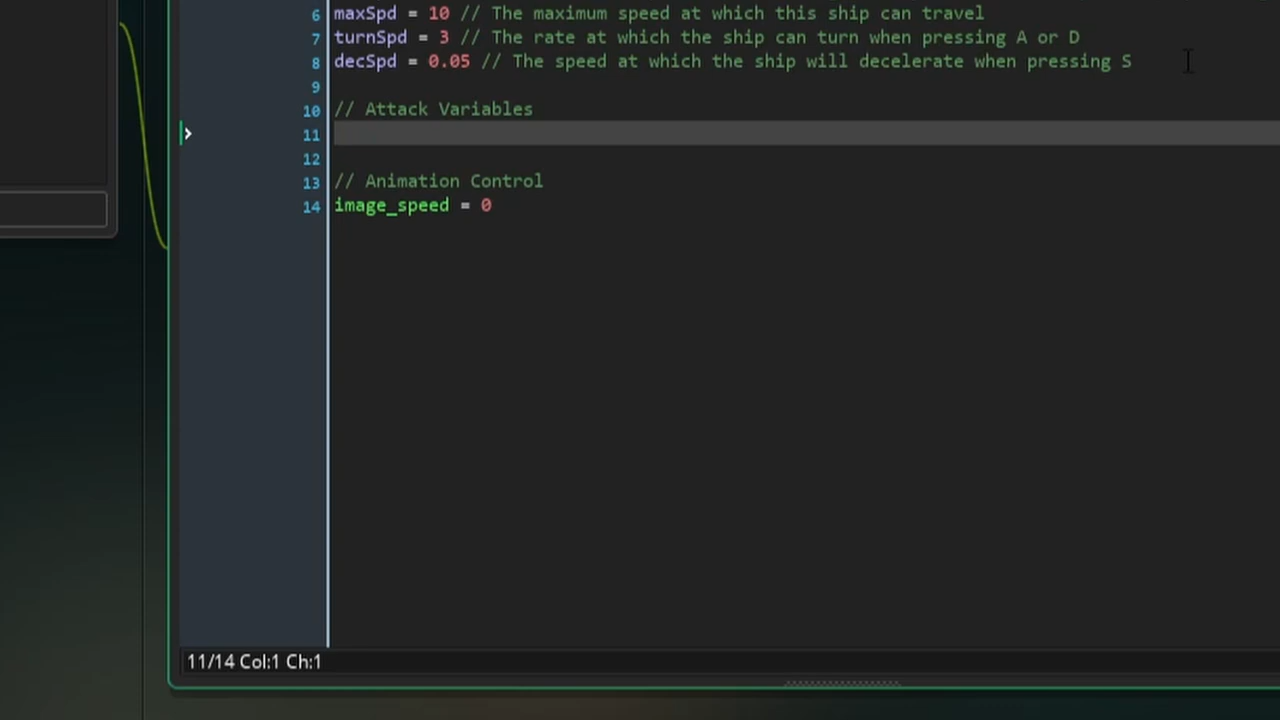 6 maxSpd = 10 // The maximum speed at which this ship can travel
7 turnSpd = 3 // The rate at which the ship can turn when pressing A or D
8 decSpd = 0.05 // The speed at which the ship will decelerate when pressing S
9
10 // Attack Variables
11
12
13 // Animation Control
14 image_speed = 0
11/14 Col:1 Ch:1